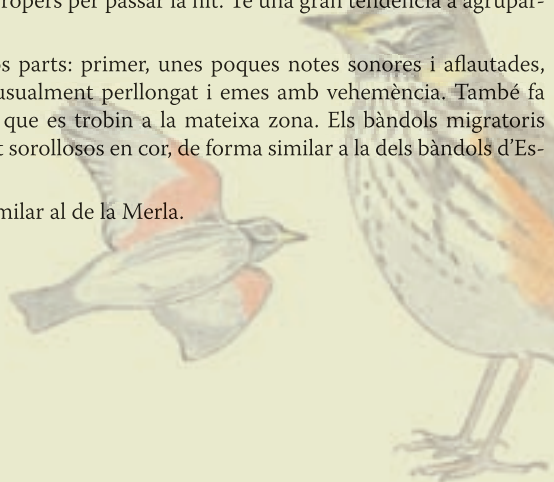 ropers per passar la nit. Té una gran tendència a agrupar-
s parts: primer, unes poques notes sonores i aflautades,
usualment perllongat i emes amb vehemència. També fa
que es trobin a la mateixa zona. Els bàndols migratoris
t sorollosos en cor, de forma similar a la dels bàndols d’Es-
milar al de la Merla.